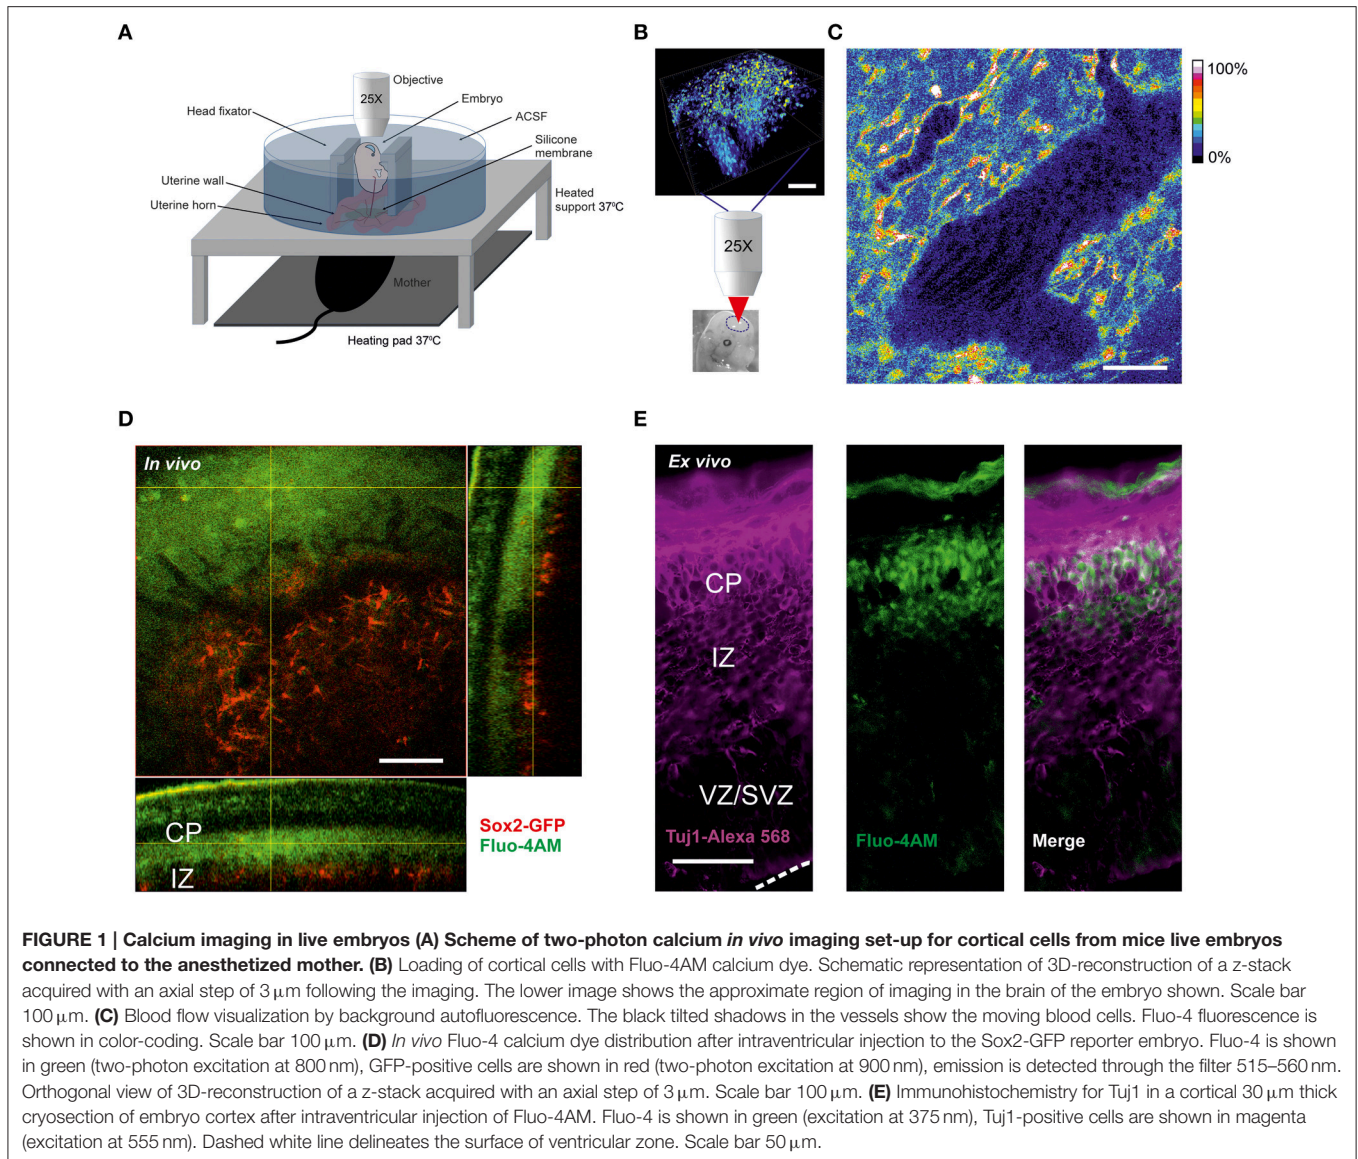 A
Objective
25X
Embryo
Head fixator
ACSF
Silicone
membrane
Uterine wall
Uterine horn
Heated
support 37ºC
Mother
Heating pad 37ºC
B
25X
C
100%
0%
D
In vivo
CP
IZ
Sox2-GFP
Fluo-4AM
E
Ex vivo
CP
IZ
VZ/SVZ
Tuj1-Alexa 568
Fluo-4AM
Merge
FIGURE 1 | Calcium imaging in live embryos (A) Scheme of two-photon calcium in vivo imaging set-up for cortical cells from mice live embryos
connected to the anesthetized mother. (B) Loading of cortical cells with Fluo-4AM calcium dye. Schematic representation of 3D-reconstruction of a z-stack
acquired with an axial step of 3 μm following the imaging. The lower image shows the approximate region of imaging in the brain of the embryo shown. Scale bar
100 μm. (C) Blood flow visualization by background autofluorescence. The black tilted shadows in the vessels show the moving blood cells. Fluo-4 fluorescence is
shown in color-coding. Scale bar 100 μm. (D) In vivo Fluo-4 calcium dye distribution after intraventricular injection to the Sox2-GFP reporter embryo. Fluo-4 is shown
in green (two-photon excitation at 800 nm), GFP-positive cells are shown in red (two-photon excitation at 900 nm), emission is detected through the filter 515–560 nm.
Orthogonal view of 3D-reconstruction of a z-stack acquired with an axial step of 3 μm. Scale bar 100 μm. (E) Immunohistochemistry for Tuj1 in a cortical 30 μm thick
cryosection of embryo cortex after intraventricular injection of Fluo-4AM. Fluo-4 is shown in green (excitation at 375 nm), Tuj1-positive cells are shown in magenta
(excitation at 555 nm). Dashed white line delineates the surface of ventricular zone. Scale bar 50 μm.